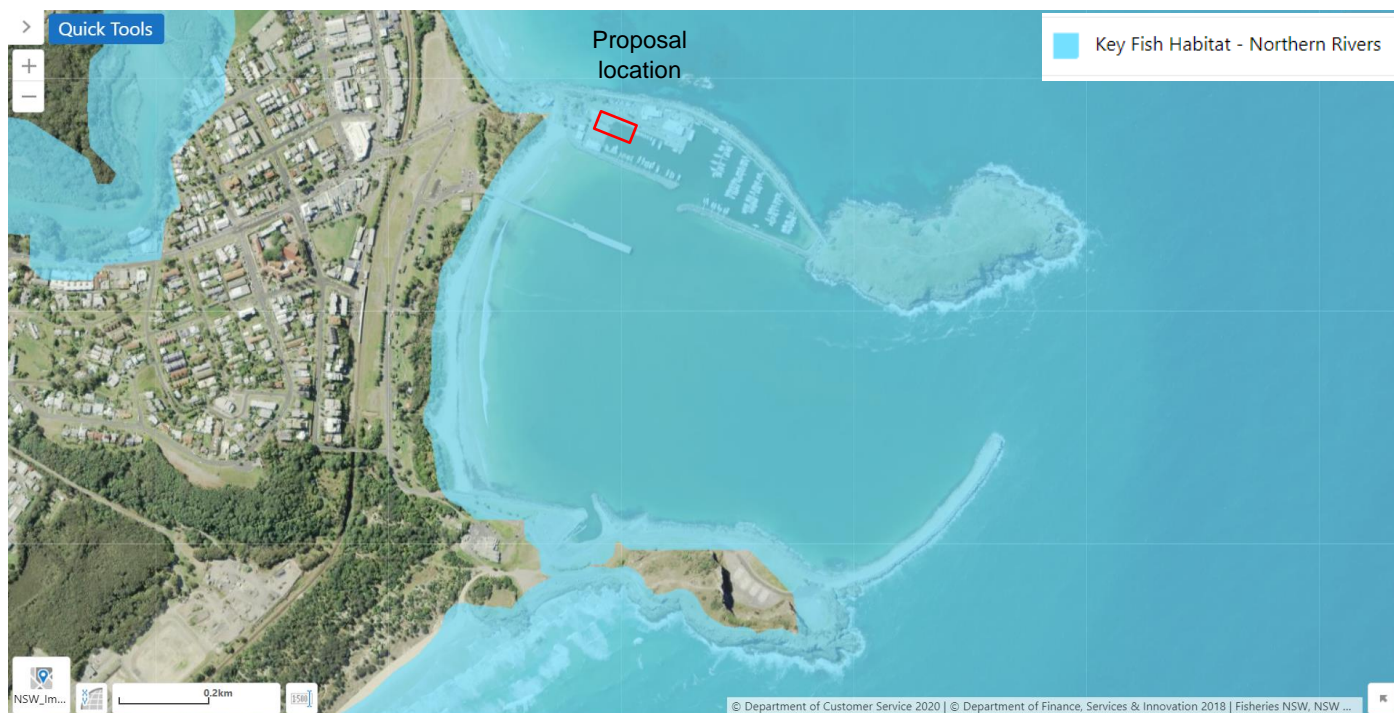 Quick Tools
Proposal
location
Key Fish Habitat - Northern Rivers
NSW_Im...
0.2km
© Department of Customer Service 2020 | © Department of Finance, Services & Innovation 2018 | Fisheries NSW, NSW ...